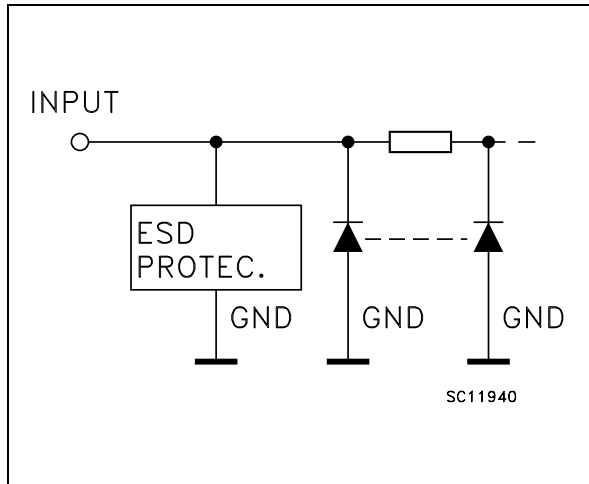 INPUT
ESD
PROTEC.
GND
GND
GND
SC11940